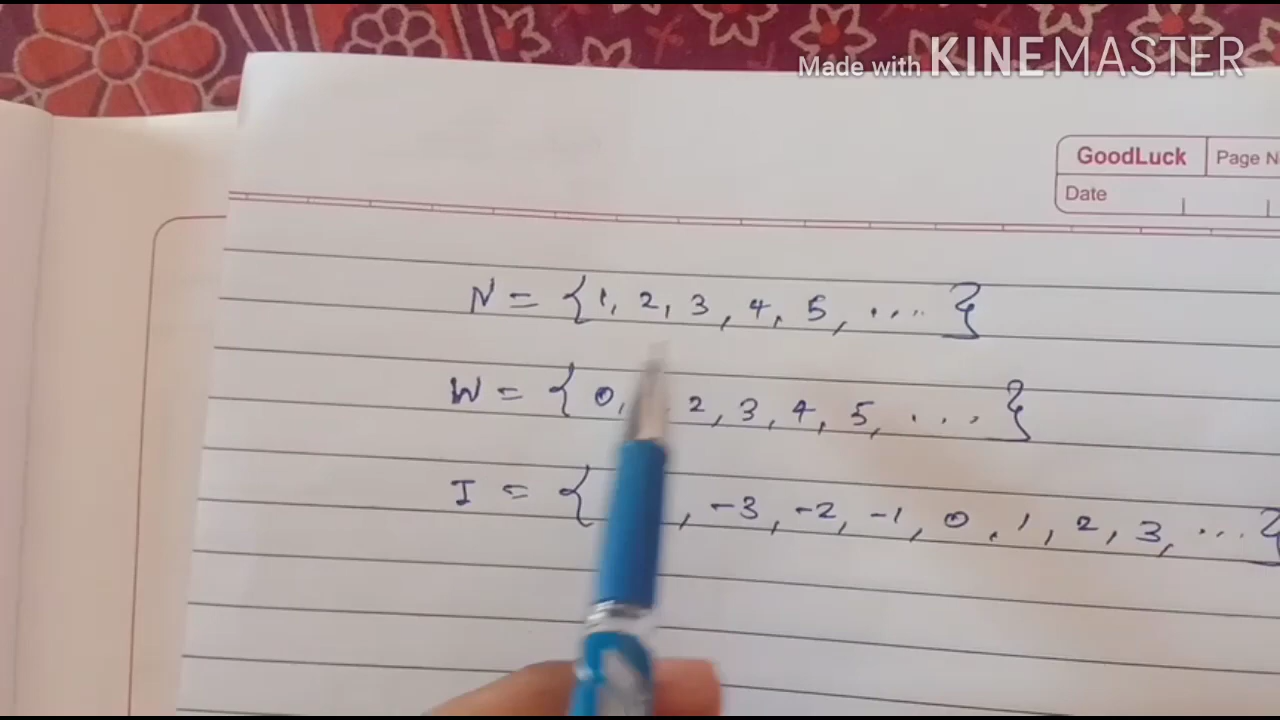 Made with KINEMASTER
GoodLuck
Page N
Date
N = {1, 2, 3, 4, 5, .... }
W = { 0, , 2, 3, 4, 5, ... }
I = { , -3, -2, -1, 0, 1, 2, 3, ... }